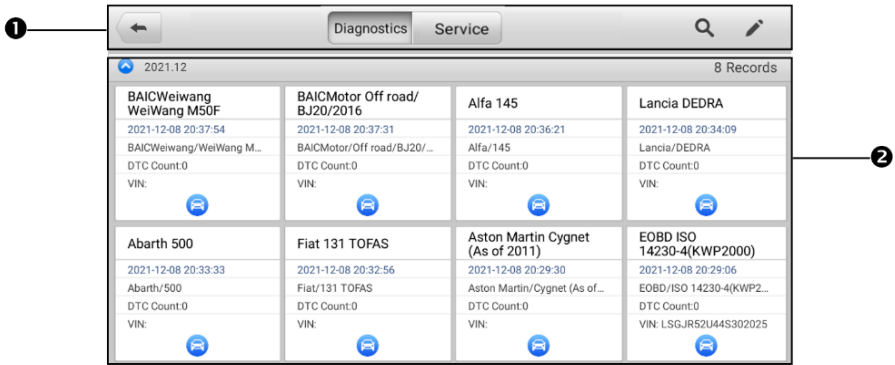 ❶
Diagnostics Service
2021.12 8 Records
BAICWeiwang
WeiWang M50F
2021-12-08 20:37:54
BAICWeiwang/WeiWang M...
DTC Count:0
VIN:
BAICMotor Off road/
BJ20/2016
2021-12-08 20:37:31
BAICMotor/Off road/BJ20/...
DTC Count:0
VIN:
Alfa 145
2021-12-08 20:36:21
Alfa/145
DTC Count:0
VIN:
Lancia DEDRA
2021-12-08 20:34:09
Lancia/DEDRA
DTC Count:0
VIN:
❷
Abarth 500
2021-12-08 20:33:33
Abarth/500
DTC Count:0
VIN:
Fiat 131 TOFAS
2021-12-08 20:32:56
Fiat/131 TOFAS
DTC Count:0
VIN:
Aston Martin Cygnet
(As of 2011)
2021-12-08 20:29:30
Aston Martin/Cygnet (As of...
DTC Count:0
VIN:
EOBD ISO
14230-4(KWP2000)
2021-12-08 20:29:06
EOBD/ISO 14230-4(KWP2...
DTC Count:0
VIN: LSGJR52U44S302025